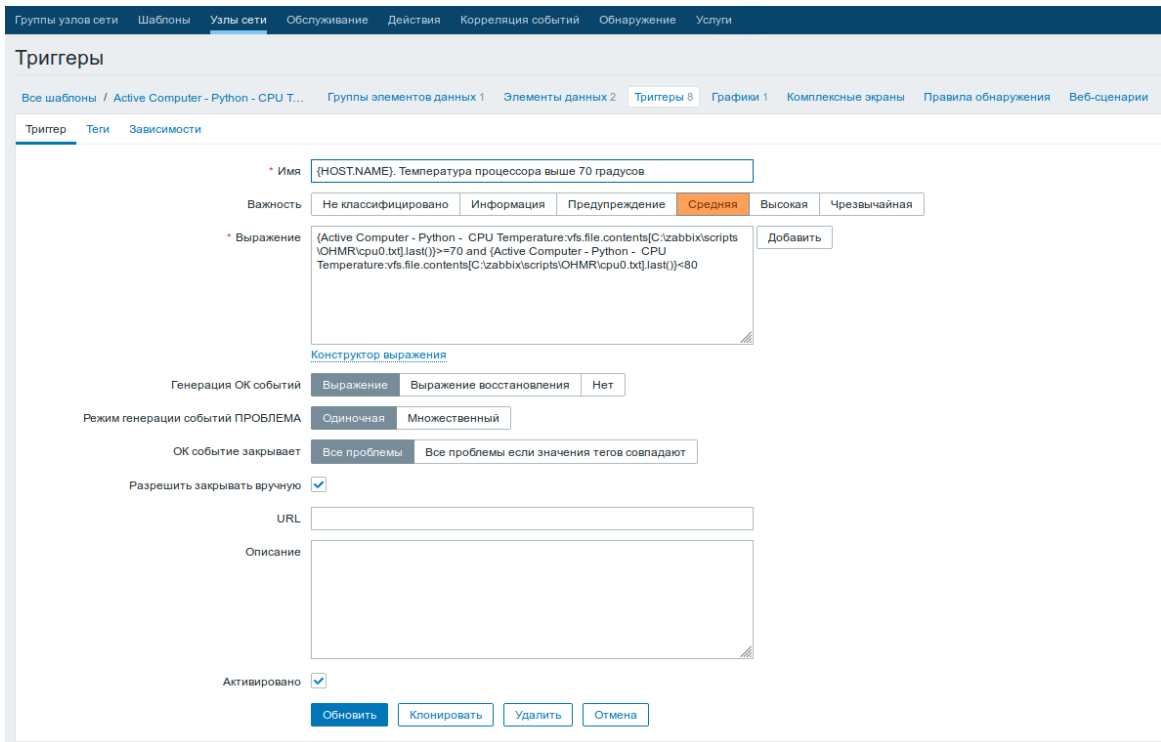 Группы узлов сети Шаблоны Узлы сети Обслуживание Действия Корреляция событий Обнаружение Услуги
Триггеры
Все шаблоны / Active Computer - Python - CPU T... Группы элементов данных 1 Элементы данных 2 Триггеры 8 Графики 1 Комплексные экраны Правила обнаружения Веб-сценарии
Триггер Теги Зависимости
* Имя {HOST.NAME}. Температура процессора выше 70 градусов
Важность Не классифицировано Информация Предупреждение Средняя Высокая Чрезвычайная
* Выражение {Active Computer - Python - CPU Temperature:vfs.file.contents[C:\zabbix\scripts Добавить
\OHMR\cpu0.txt].last()}>=70 and {Active Computer - Python - CPU
Temperature:vfs.file.contents[C:\zabbix\scripts\OHMR\cpu0.txt].last()}<80
Конструктор выражения
Генерация ОК событий Выражение Выражение восстановления Нет
Режим генерации событий ПРОБЛЕМА Одиночная Множественный
ОК событие закрывает Все проблемы Все проблемы если значения тегов совпадают
Разрешить закрывать вручную
URL
Описание
Активировано
Обновить Клонировать Удалить Отмена